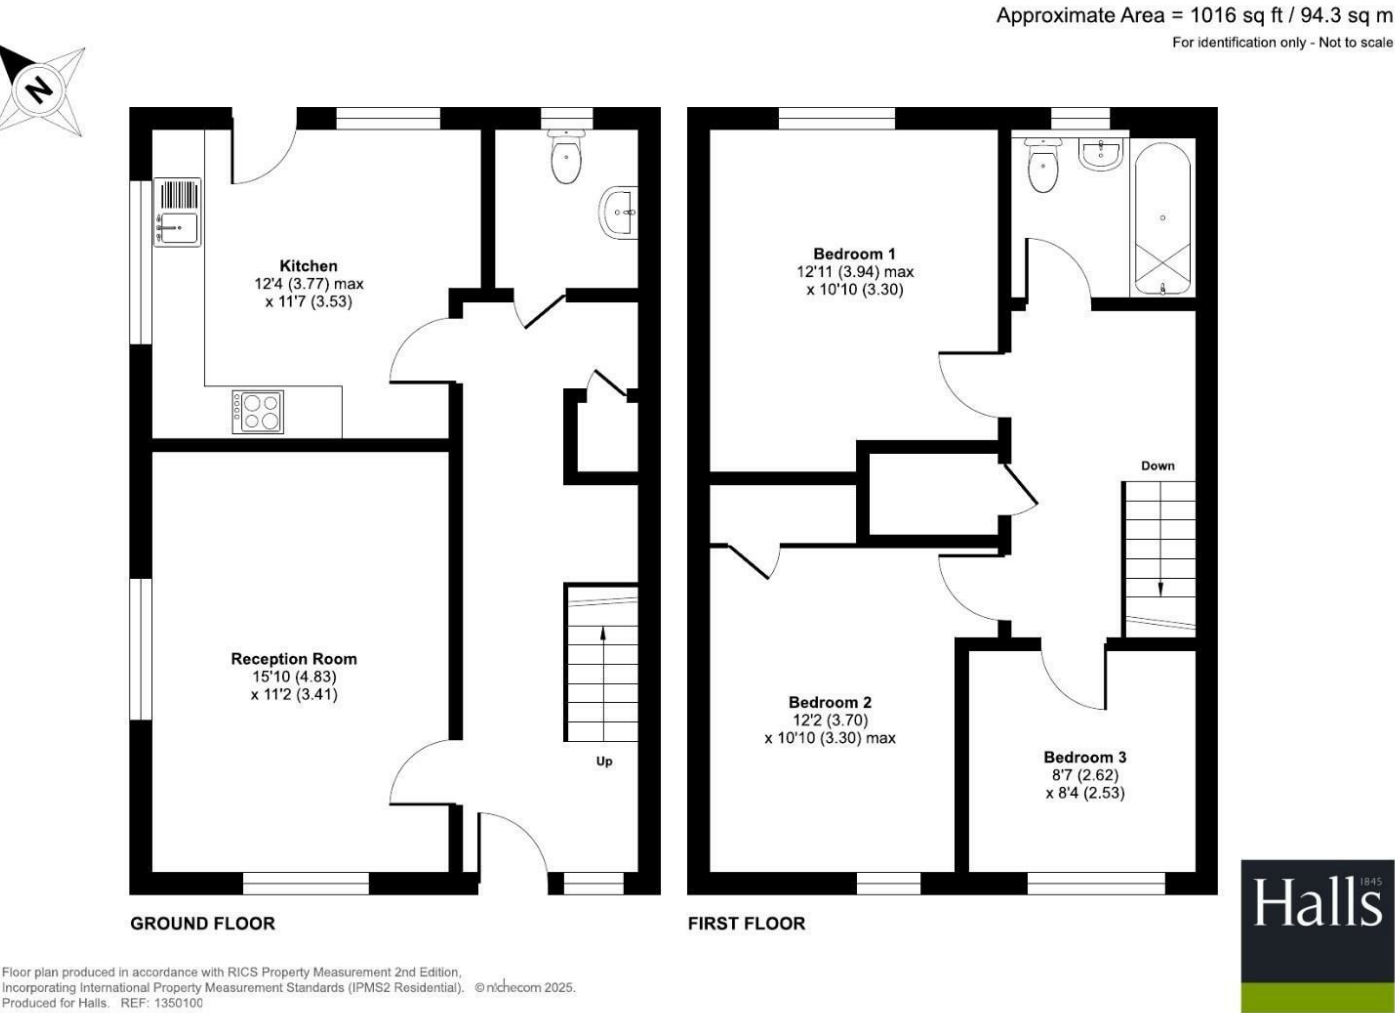 Approximate Area = 1016 sq ft / 94.3 sq m
For identification only - Not to scale
N
Kitchen
12'4 (3.77) max
x 11'7 (3.53)
Reception Room
15'10 (4.83)
x 11'2 (3.41)
Up
GROUND FLOOR
Bedroom 1
12'11 (3.94) max
x 10'10 (3.30)
Down
Bedroom 2
12'2 (3.70)
x 10'10 (3.30) max
Bedroom 3
8'7 (2.62)
x 8'4 (2.53)
FIRST FLOOR
1845
Halls
Floor plan produced in accordance with RICS Property Measurement 2nd Edition,
Incorporating International Property Measurement Standards (IPMS2 Residential). © nıchecom 2025.
Produced for Halls. REF: 1350100